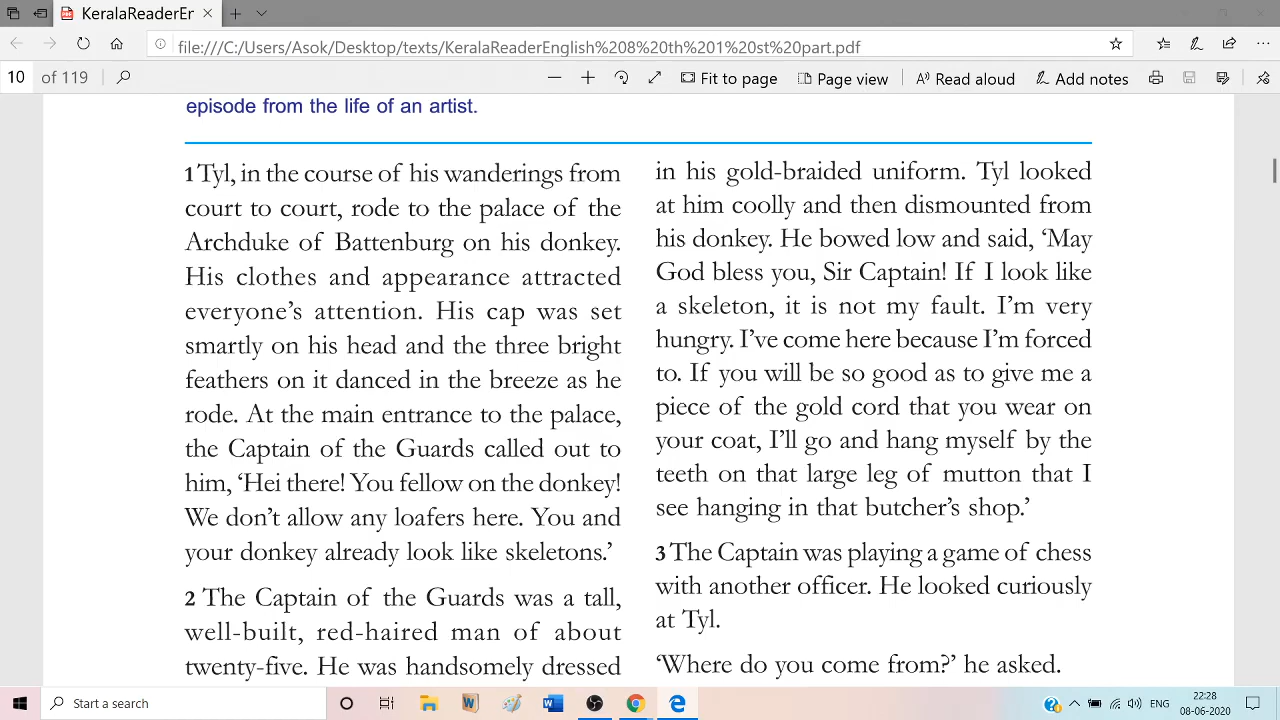 KeralaReaderEr
file:///C:/Users/Asok/Desktop/texts/KeralaReaderEnglish%208%20th%201%20st%20part.pdf
10 of 119
Fit to page
Page view
Read aloud
Add notes
episode from the life of an artist.
1 Tyl, in the course of his wanderings from
court to court, rode to the palace of the
Archduke of Battenburg on his donkey.
His clothes and appearance attracted
everyone’s attention. His cap was set
smartly on his head and the three bright
feathers on it danced in the breeze as he
rode. At the main entrance to the palace,
the Captain of the Guards called out to
him, ‘Hei there! You fellow on the donkey!
We don’t allow any loafers here. You and
your donkey already look like skeletons.’
2 The Captain of the Guards was a tall,
well-built, red-haired man of about
twenty-five. He was handsomely dressed
in his gold-braided uniform. Tyl looked
at him coolly and then dismounted from
his donkey. He bowed low and said, ‘May
God bless you, Sir Captain! If I look like
a skeleton, it is not my fault. I’m very
hungry. I’ve come here because I’m forced
to. If you will be so good as to give me a
piece of the gold cord that you wear on
your coat, I’ll go and hang myself by the
teeth on that large leg of mutton that I
see hanging in that butcher’s shop.’
3 The Captain was playing a game of chess
with another officer. He looked curiously
at Tyl.
‘Where do you come from?’ he asked.
Start a search
ENG
22:28
08-06-2020